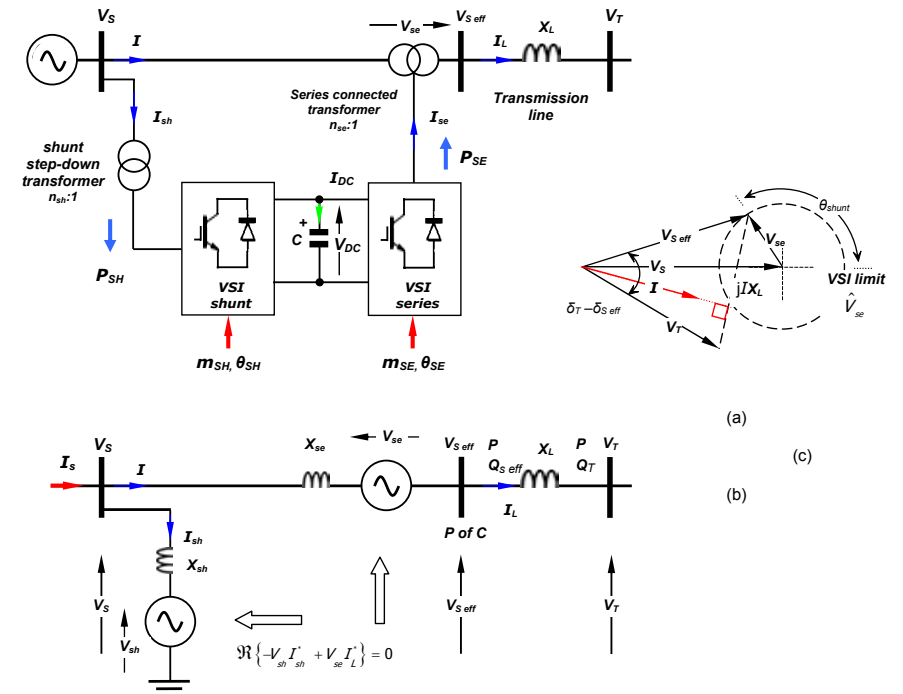 V_S
V_se
V_S eff
X_L
V_T
I
I_L
Series connected
transformer
n_se:1
Transmission
line
I_sh
I_se
shunt
step-down
transformer
n_sh:1
P_SE
I_DC
P_SH
+
C
V_DC
VSI
shunt
VSI
series
m_SH, θ_SH
m_SE, θ_SE
θ_shunt
V_S eff
V_se
V_S
VSI limit
I
jIX_L
V̂_se
δ_T − δ_S eff
V_T
(a)
V_S
X_se
V_se
V_S eff
P
Q_S eff
X_L
P
Q_T
V_T
(c)
I_s
I
(b)
I_L
P of C
I_sh
X_sh
V_S
V_sh
V_S eff
V_T
ℜ{−V_sh I*_sh + V_se I*_L} = 0